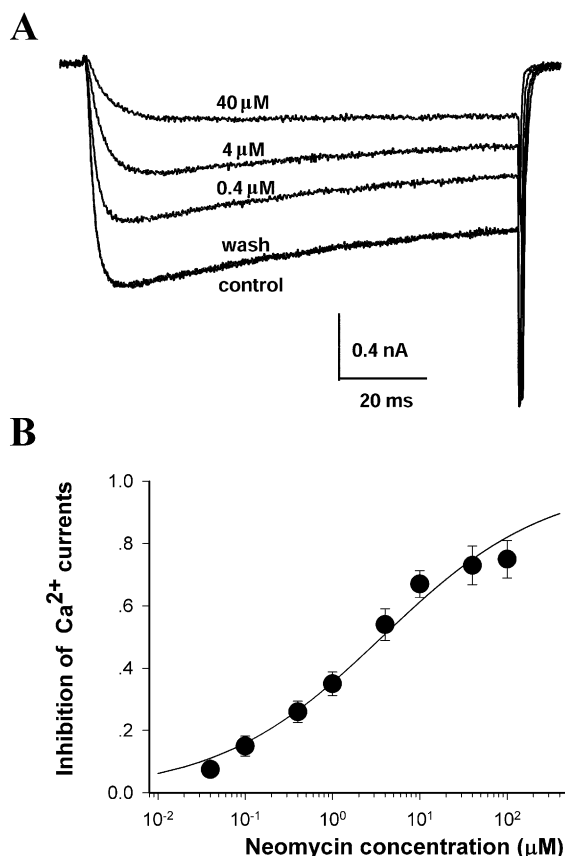 A
40 μM
4 μM
0.4 μM
wash
control
0.4 nA
20 ms
B
Inhibition of Ca2+ currents
1.0
.8
.6
.4
.2
0.0
10-2 10-1 100 101 102
Neomycin concentration (μM)